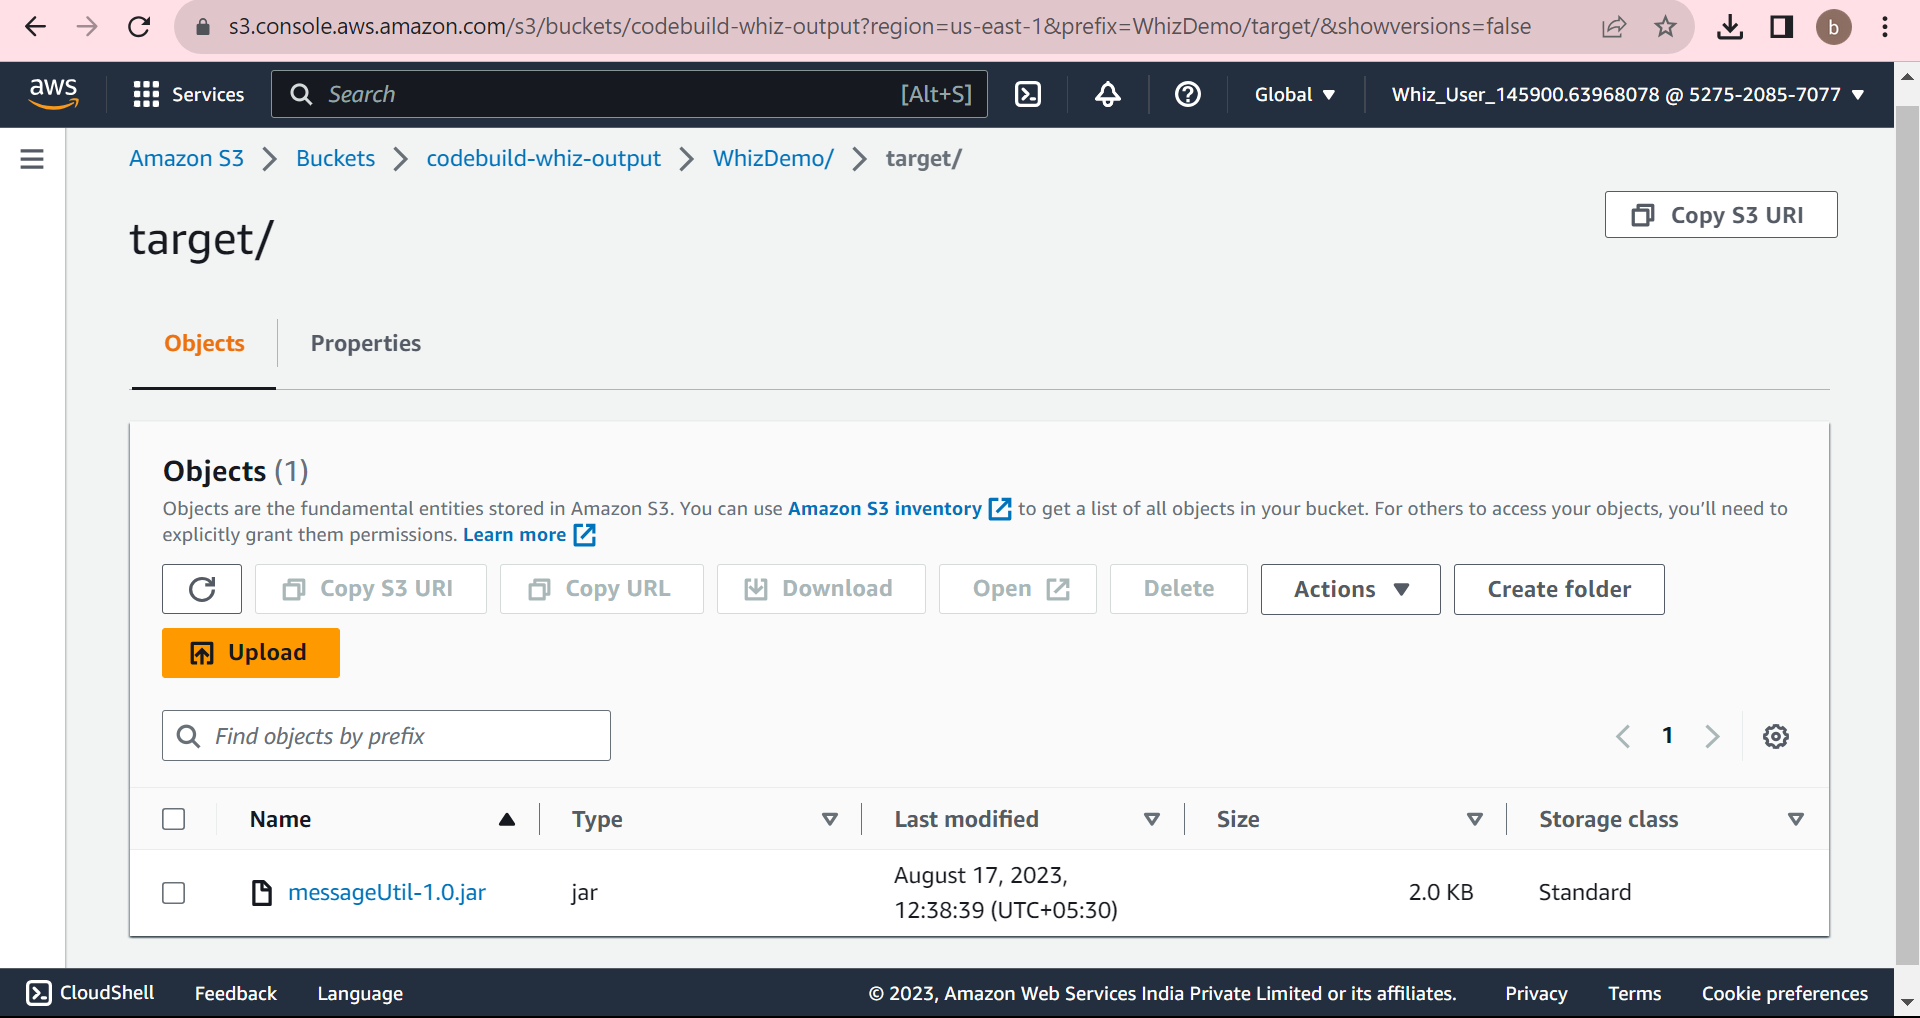 s3.console.aws.amazon.com/s3/buckets/codebuild-whiz-output?region=us-east-1&prefix=WhizDemo/target/&showversions=false
b
aws
Services
Search
[Alt+S]
Global
Whiz_User_145900.63968078 @ 5275-2085-7077
Amazon S3
Buckets
codebuild-whiz-output
WhizDemo/
target/
target/
Copy S3 URI
Objects
Properties
Objects (1)
Objects are the fundamental entities stored in Amazon S3. You can use Amazon S3 inventory to get a list of all objects in your bucket. For others to access your objects, you'll need to
explicitly grant them permissions. Learn more
Copy S3 URI
Copy URL
Download
Open
Delete
Actions
Create folder
Upload
Find objects by prefix
1
Name
Type
Last modified
Size
Storage class
messageUtil-1.0.jar
jar
August 17, 2023,
12:38:39 (UTC+05:30)
2.0 KB
Standard
CloudShell
Feedback
Language
© 2023, Amazon Web Services India Private Limited or its affiliates.
Privacy
Terms
Cookie preferences